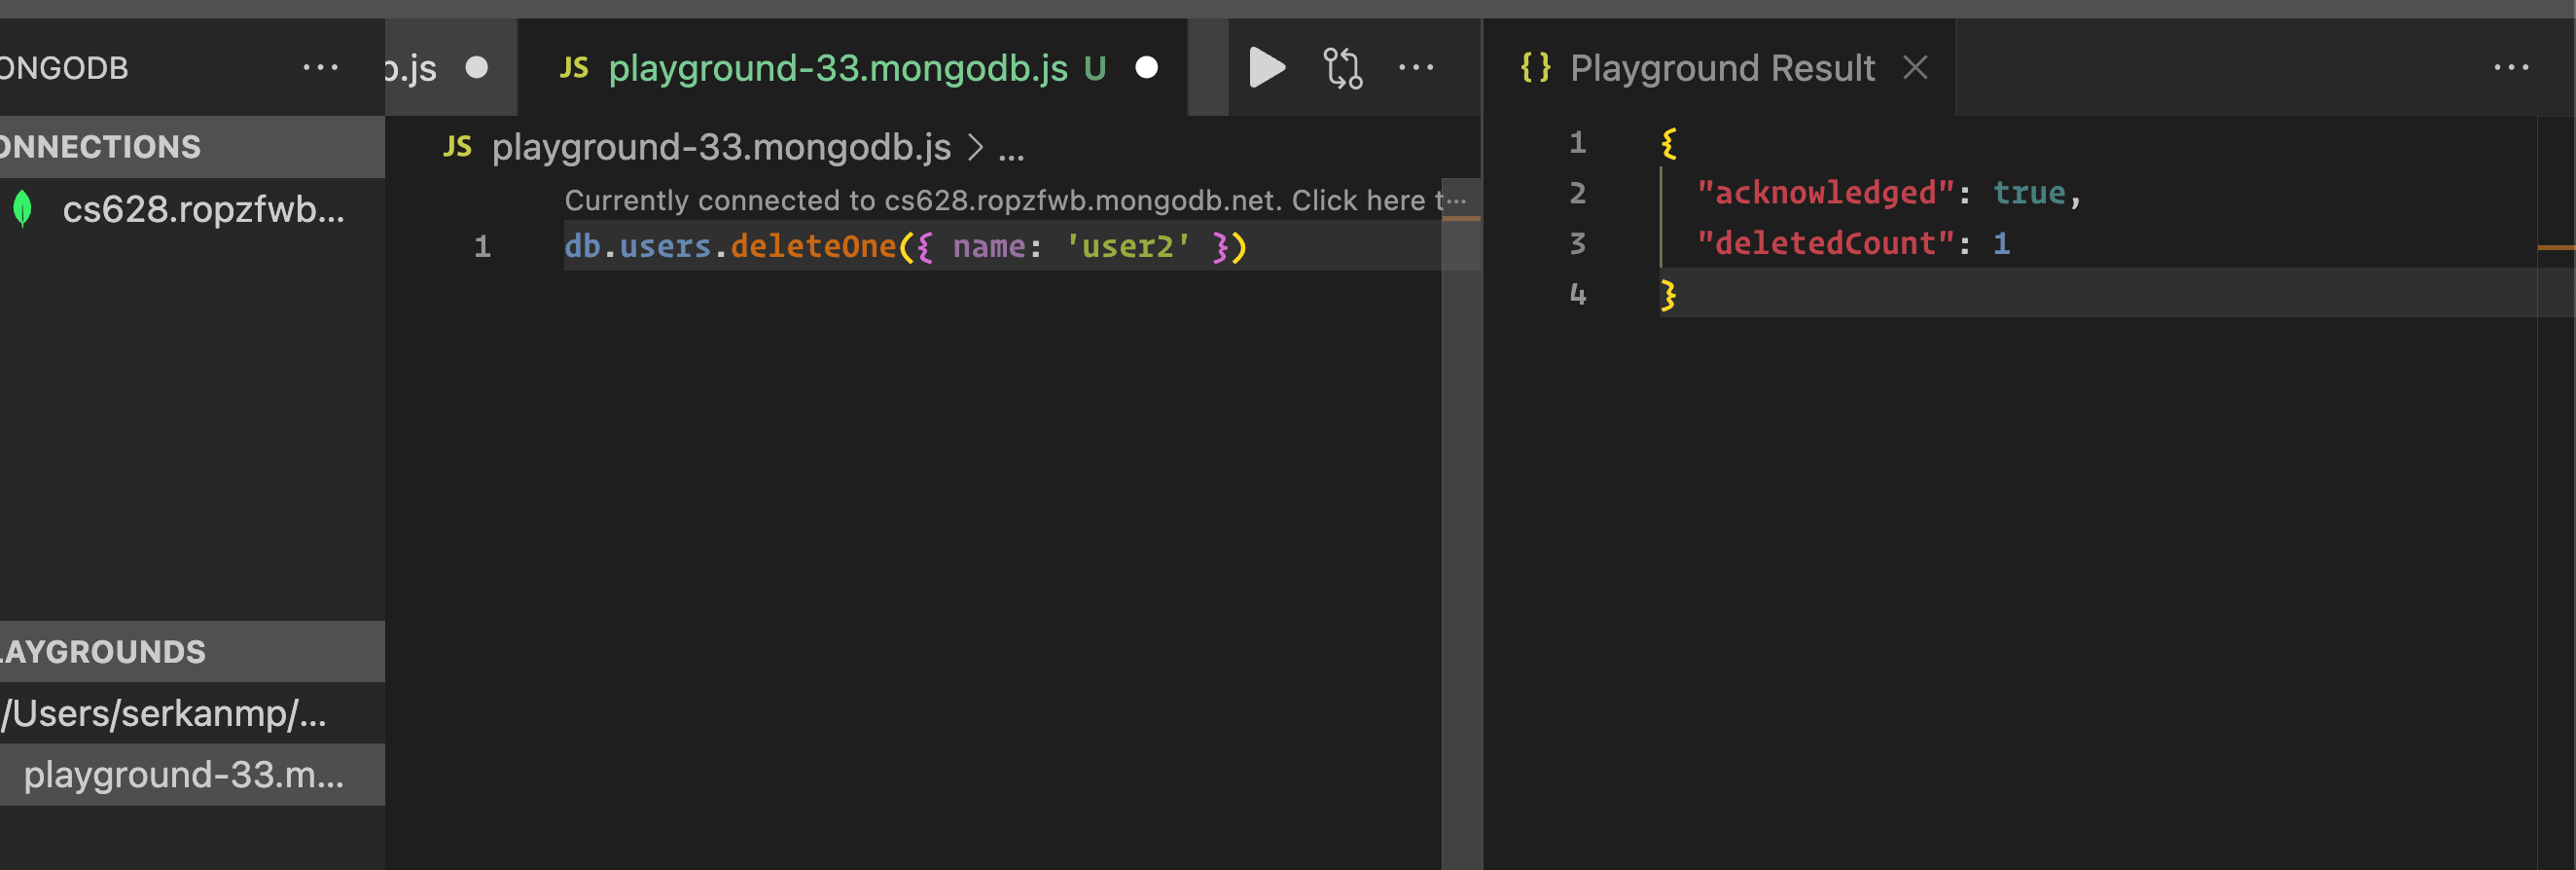 ONGODB
ONNECTIONS
cs628.ropzfwb...
LAYGROUNDS
/Users/serkanmp/...
playground-33.m...
b.js
JS playground-33.mongodb.js U
JS playground-33.mongodb.js > ...
Currently connected to cs628.ropzfwb.mongodb.net. Click here t...
1 db.users.deleteOne({ name: 'user2' })
{} Playground Result
1 {
2 "acknowledged": true,
3 "deletedCount": 1
4 }